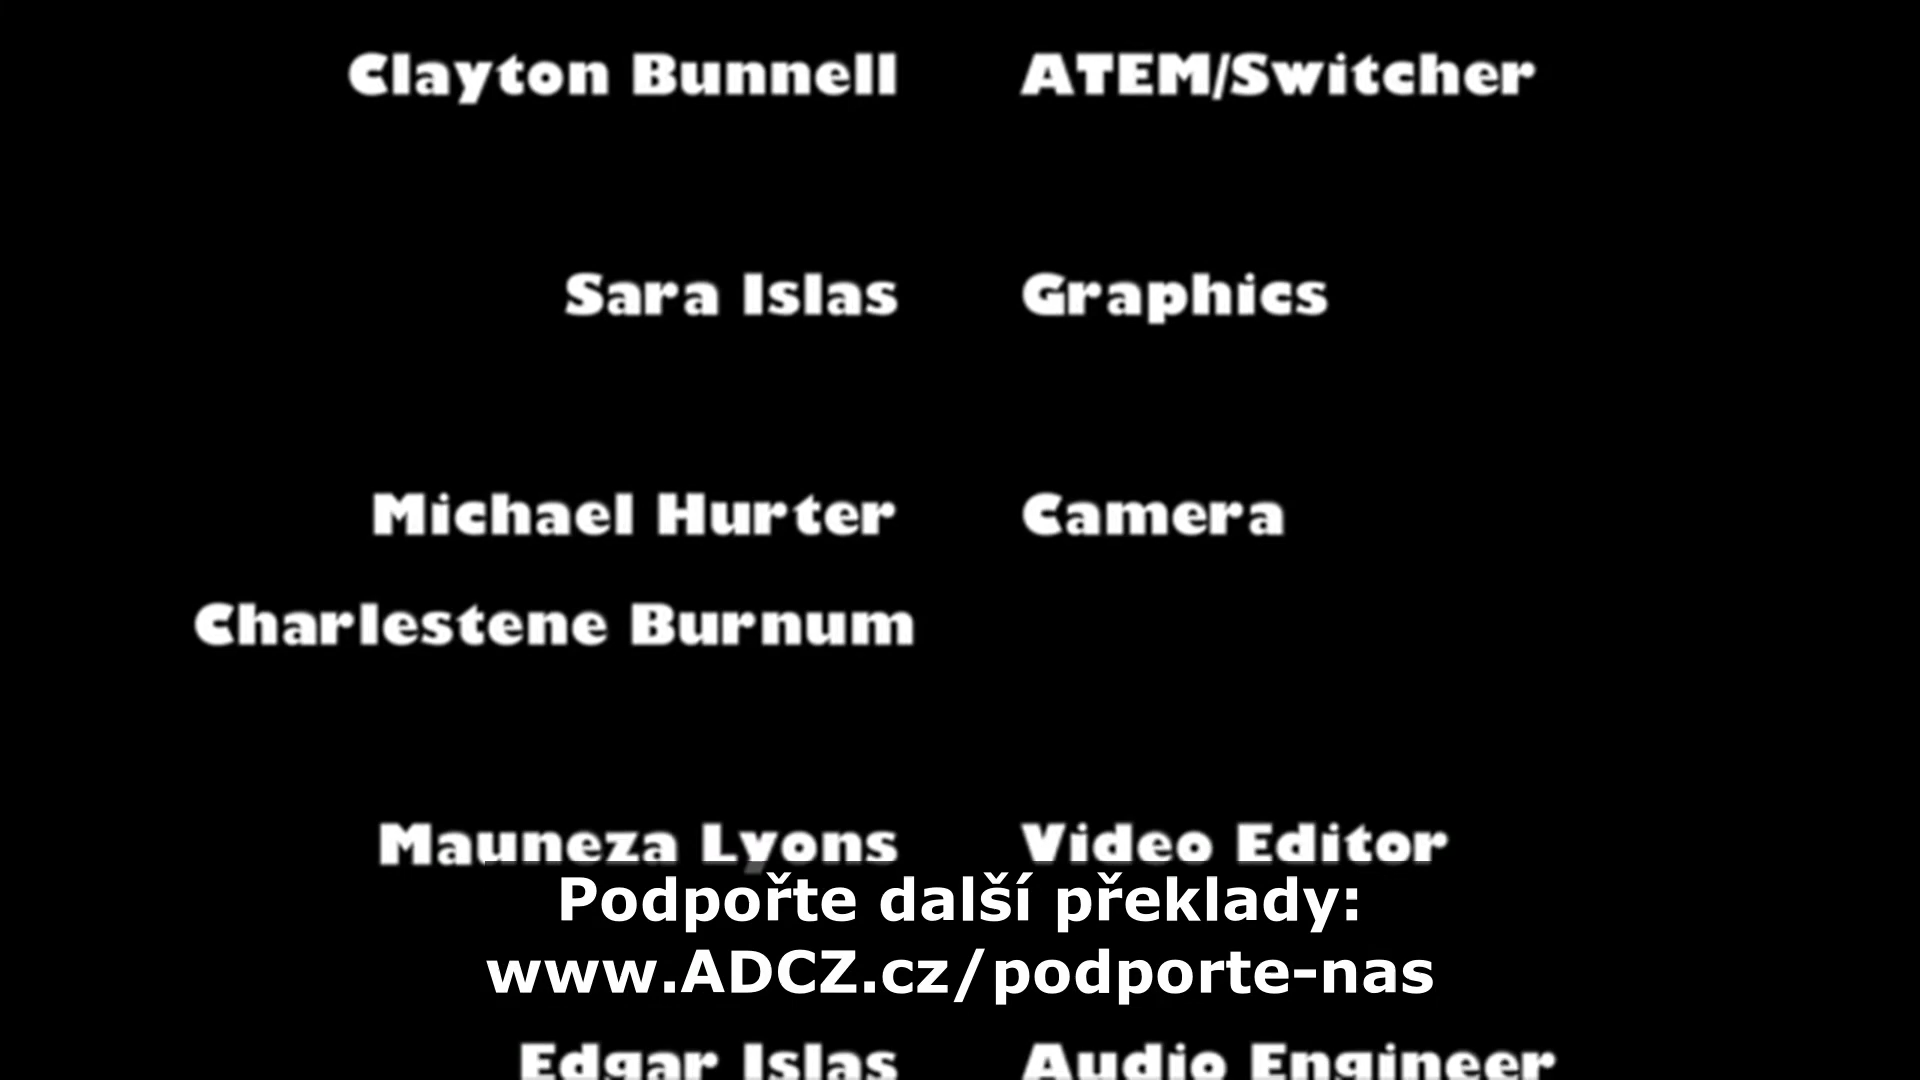 Clayton Bunnell ATEM/Switcher
Sara Islas Graphics
Michael Hurter Camera
Charlestene Burnum
Mauneza Lyons Video Editor
Podpořte další překlady:
www.ADCZ.cz/podporte-nas
Edgar Islas Audio Engineer